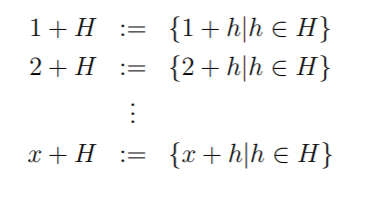 1 + H := {1 + h|h ∈ H}
2 + H := {2 + h|h ∈ H}
⋮
x + H := {x + h|h ∈ H}